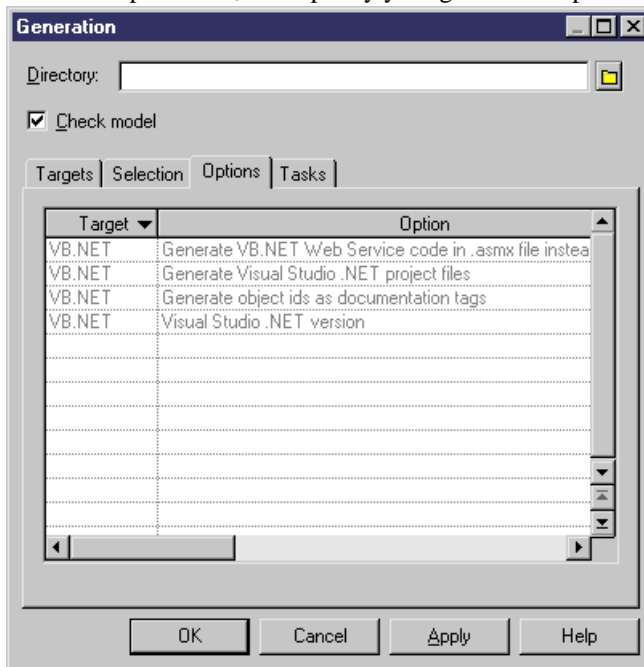 Generation
Directory:
Check model
Targets Selection Options Tasks
Target Option
VB.NET Generate VB.NET Web Service code in .asmx file instea
VB.NET Generate Visual Studio .NET project files
VB.NET Generate object ids as documentation tags
VB.NET Visual Studio .NET version
OK Cancel Apply Help